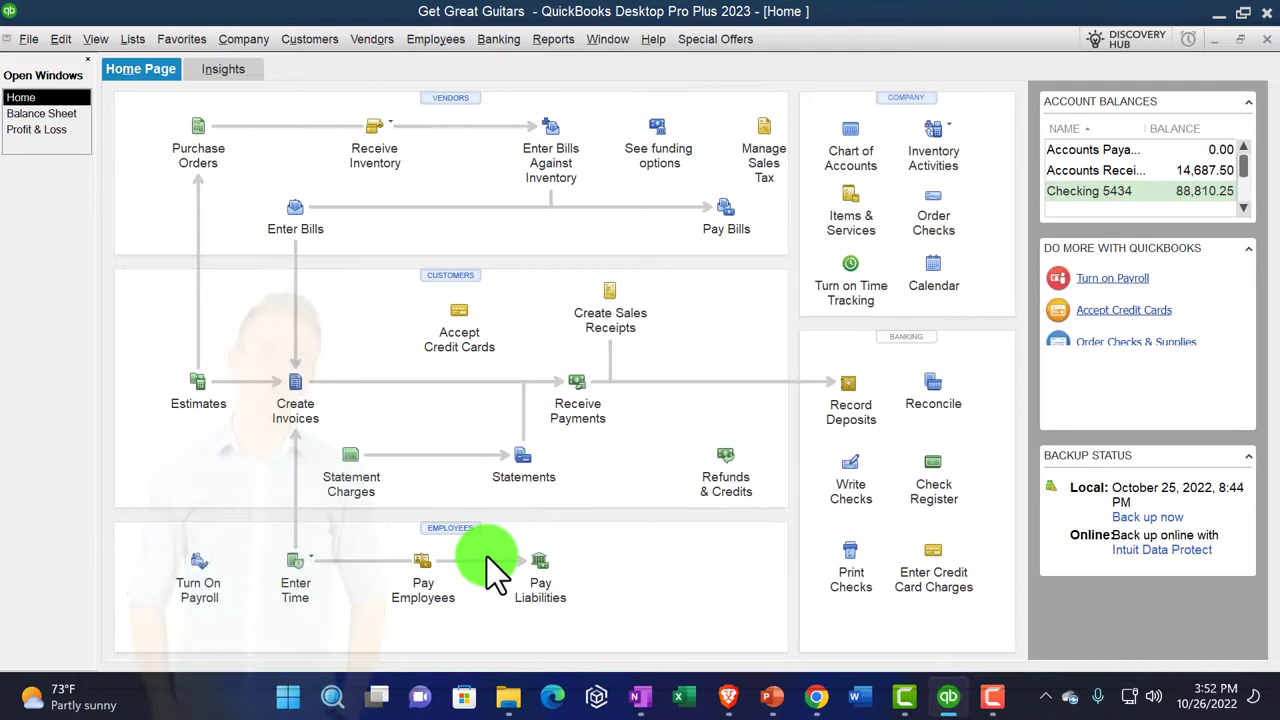 Get Great Guitars - QuickBooks Desktop Pro Plus 2023 - [Home ]
File Edit View Lists Favorites Company Customers Vendors Employees Banking Reports Window Help Special Offers
DISCOVERY
HUB
Open Windows
Home
Balance Sheet
Profit & Loss
Home Page Insights
VENDORS
Purchase
Orders
Receive
Inventory
Enter Bills
Against
Inventory
See funding
options
Manage
Sales
Tax
Enter Bills
Pay Bills
CUSTOMERS
Accept
Credit Cards
Create Sales
Receipts
Estimates
Create
Invoices
Receive
Payments
Statement
Charges
Statements
Refunds
& Credits
EMPLOYEES
Turn On
Payroll
Enter
Time
Pay
Employees
Pay
Liabilities
COMPANY
Chart of
Accounts
Inventory
Activities
Items &
Services
Order
Checks
Turn on Time
Tracking
Calendar
BANKING
Record
Deposits
Reconcile
Write
Checks
Check
Register
Print
Checks
Enter Credit
Card Charges
ACCOUNT BALANCES
NAME BALANCE
Accounts Paya... 0.00
Accounts Recei... 14,687.50
Checking 5434 88,810.25
DO MORE WITH QUICKBOOKS
Turn on Payroll
Accept Credit Cards
Order Checks & Supplies
BACKUP STATUS
Local: October 25, 2022, 8:44
PM
Back up now
Online: Back up online with
Intuit Data Protect
73°F
Partly sunny
3:52 PM
10/26/2022